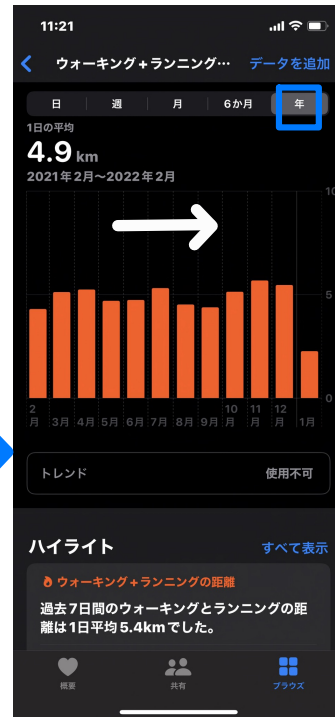 11:21
ウォーキング+ランニング… データを追加
日 週 月 6か月 年
1日の平均
4.9 km
2021年2月〜2022年2月
10
5
0
2月 3月 4月 5月 6月 7月 8月 9月 10月 11月 12月 1月
トレンド 使用不可
ハイライト すべて表示
ウォーキング+ランニングの距離
過去7日間のウォーキングとランニングの距
離は1日平均5.4kmでした。
概要 共有 ブラウズ